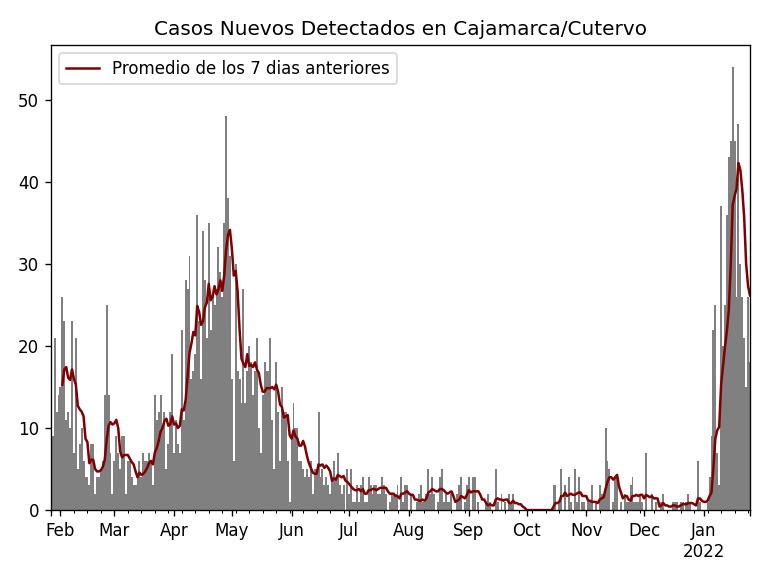 Casos Nuevos Detectados en Cajamarca/Cutervo
Promedio de los 7 dias anteriores
50
40
30
20
10
0
Feb Mar Apr May Jun Jul Aug Sep Oct Nov Dec Jan
2022